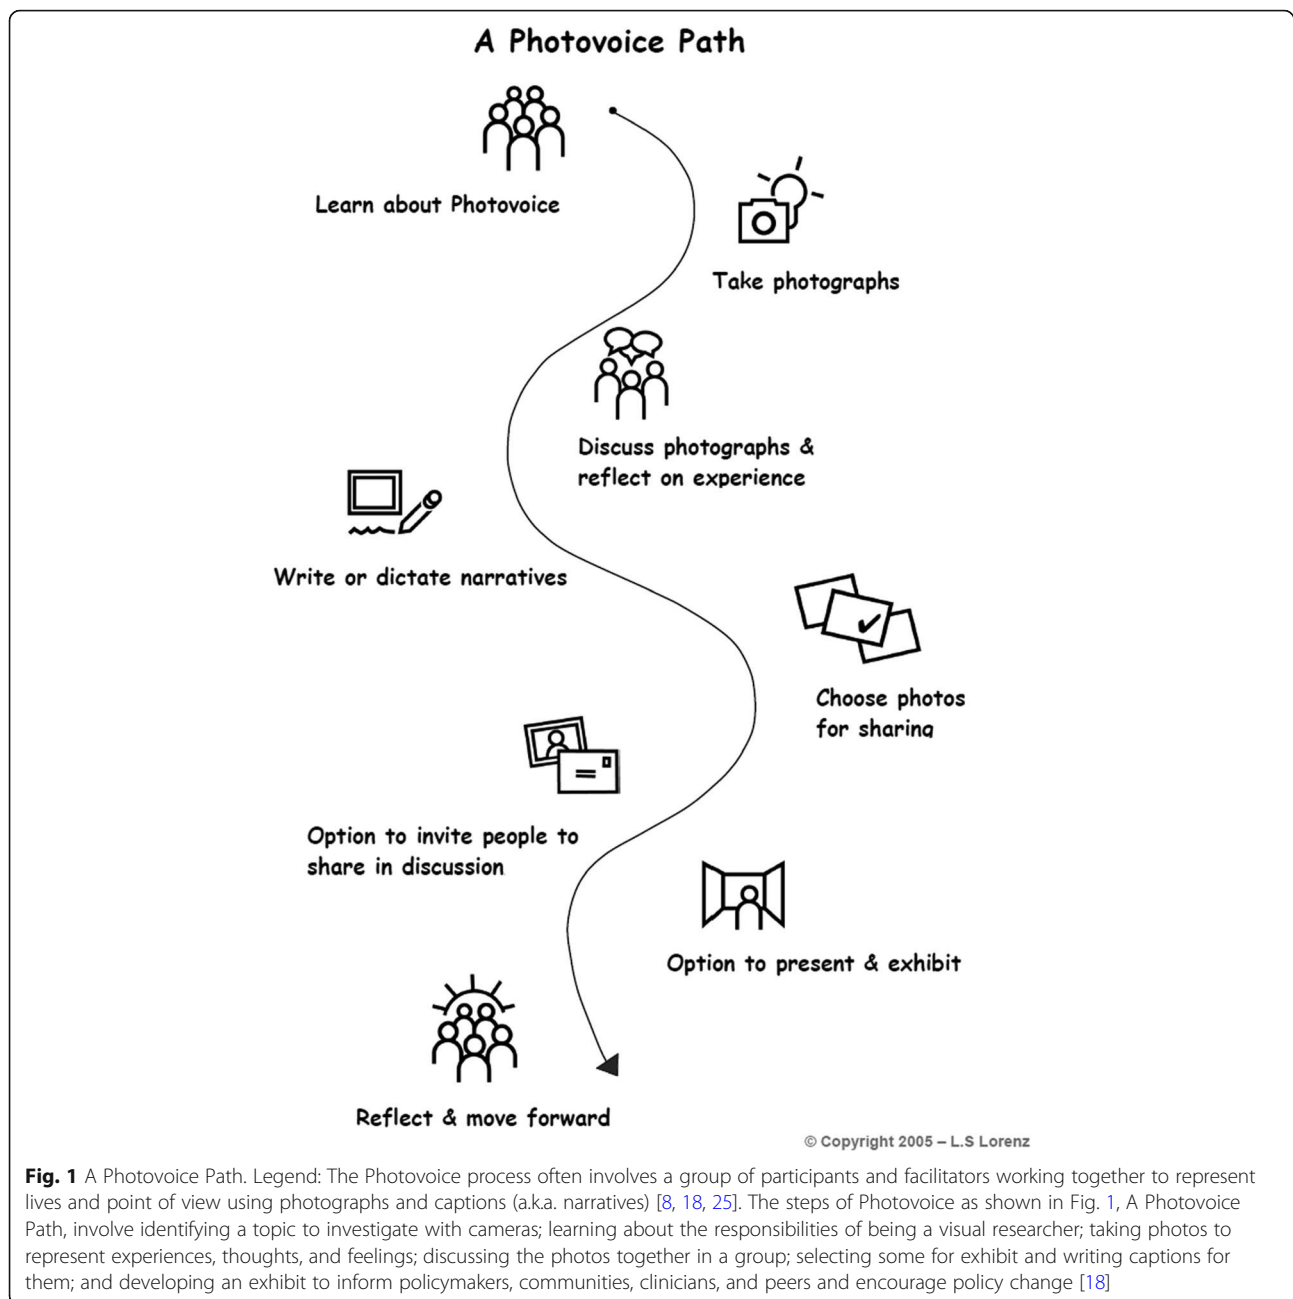 A Photovoice Path
Learn about Photovoice
Take photographs
Discuss photographs &
reflect on experience
Write or dictate narratives
Choose photos
for sharing
Option to invite people to
share in discussion
Option to present & exhibit
Reflect & move forward
© Copyright 2005 – L.S Lorenz
Fig. 1 A Photovoice Path. Legend: The Photovoice process often involves a group of participants and facilitators working together to represent
lives and point of view using photographs and captions (a.k.a. narratives) [8, 18, 25]. The steps of Photovoice as shown in Fig. 1, A Photovoice
Path, involve identifying a topic to investigate with cameras; learning about the responsibilities of being a visual researcher; taking photos to
represent experiences, thoughts, and feelings; discussing the photos together in a group; selecting some for exhibit and writing captions for
them; and developing an exhibit to inform policymakers, communities, clinicians, and peers and encourage policy change [18]